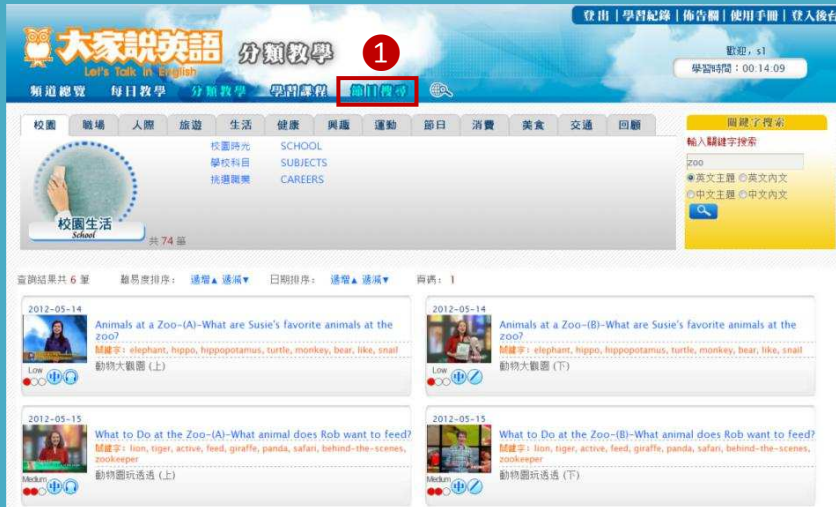 登出 | 學習紀錄 | 佈告欄 | 使用手冊 | 登入後台
大家說英語
Let's Talk in English
分類教學
1
歡迎, s1
學習時間:00:14:09
頻道總覽 每日教學 分類教學 學習課程 節目搜尋
校園 職場 人際 旅遊 生活 健康 興趣 運動 節日 消費 美食 交通 回顧
校園時光 SCHOOL
學校科目 SUBJECTS
挑選職業 CAREERS
校園生活
School
共 74 筆
關鍵字搜索
輸入關鍵字搜索
zoo
英文主題 英文內文
中文主題 中文內文
查詢結果共 6 筆 難易度排序: 遞增▲ 遞減▼ 日期排序: 遞增▲ 遞減▼ 頁碼: 1
2012-05-14
Animals at a Zoo-(A)-What are Susie's favorite animals at the
zoo?
關鍵字: elephant, hippo, hippopotamus, turtle, monkey, bear, like, snail
動物大觀園 (上)
Low
中
2012-05-14
Animals at a Zoo-(B)-What are Susie's favorite animals at the
zoo?
關鍵字: elephant, hippo, hippopotamus, turtle, monkey, bear, like, snail
動物大觀園 (下)
Low
中
2012-05-15
What to Do at the Zoo-(A)-What animal does Rob want to feed?
關鍵字: lion, tiger, active, feed, giraffe, panda, safari, behind-the-scenes,
zookeeper
動物園玩透透 (上)
Medium
中
2012-05-15
What to Do at the Zoo-(B)-What animal does Rob want to feed?
關鍵字: lion, tiger, active, feed, giraffe, panda, safari, behind-the-scenes,
zookeeper
動物園玩透透 (下)
Medium
中